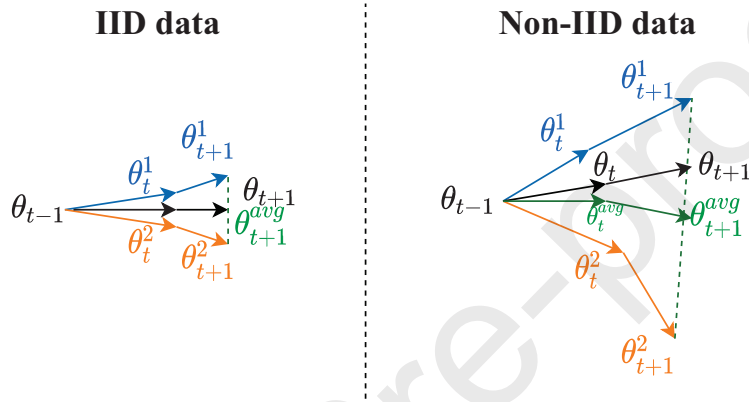 IID data
θ_{t+1}^1
θ_t^1
θ_{t-1}
θ_{t+1}
θ_{t+1}^{avg}
θ_t^2
θ_{t+1}^2
Non-IID data
θ_{t+1}^1
θ_t^1
θ_t
θ_{t+1}
θ_{t-1}
θ_t^{avg}
θ_{t+1}^{avg}
θ_t^2
θ_{t+1}^2
re-pro